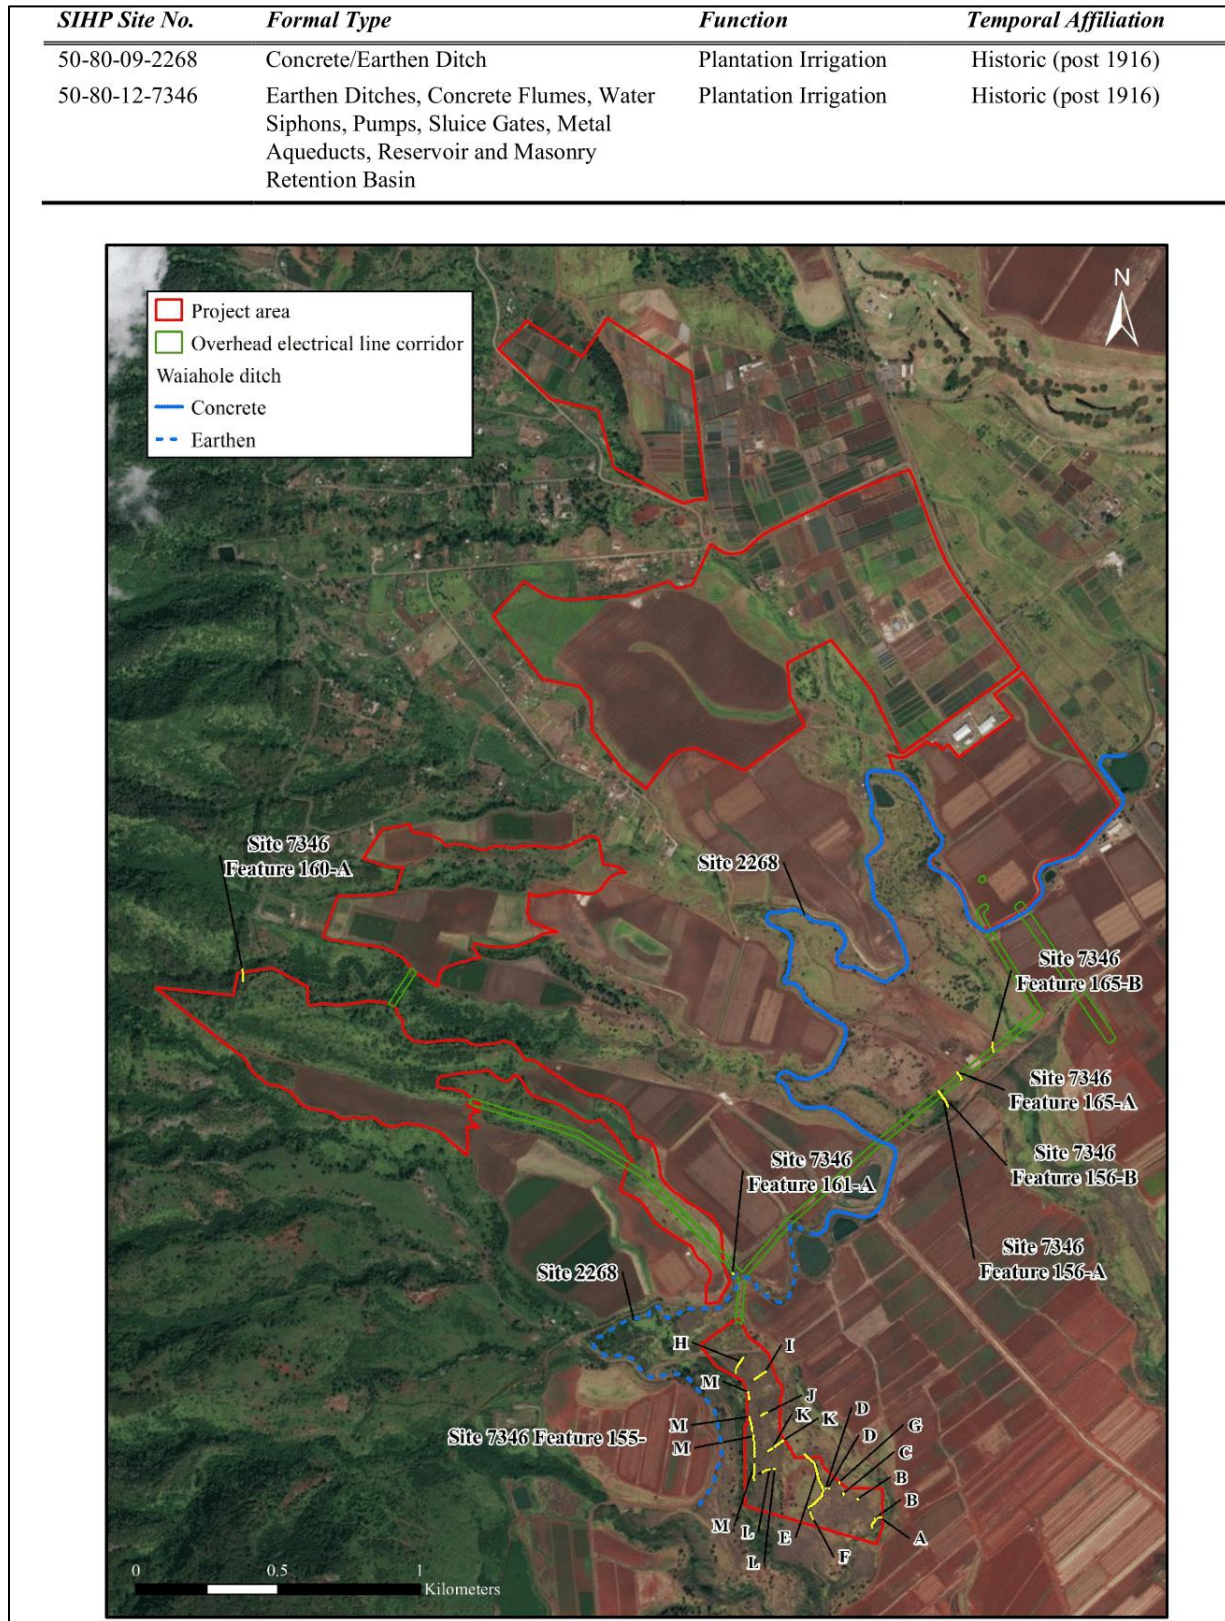 SIHP Site No. Formal Type Function Temporal Affiliation
50-80-09-2268 Concrete/Earthen Ditch Plantation Irrigation Historic (post 1916)
50-80-12-7346 Earthen Ditches, Concrete Flumes, Water Plantation Irrigation Historic (post 1916)
Siphons, Pumps, Sluice Gates, Metal
Aqueducts, Reservoir and Masonry
Retention Basin
N
Project area
Overhead electrical line corridor
Waiahole ditch
Concrete
Earthen
Site 7346
Feature 160-A
Site 2268
Site 7346
Feature 165-B
Site 7346
Feature 165-A
Site 7346
Feature 156-B
Site 7346
Feature 161-A
Site 7346
Feature 156-A
Site 2268
H
I
M
J
D
K
K
G
M
D
Site 7346 Feature 155-
M
C
B
B
M
L
E
A
F
L
0 0.5 1
Kilometers